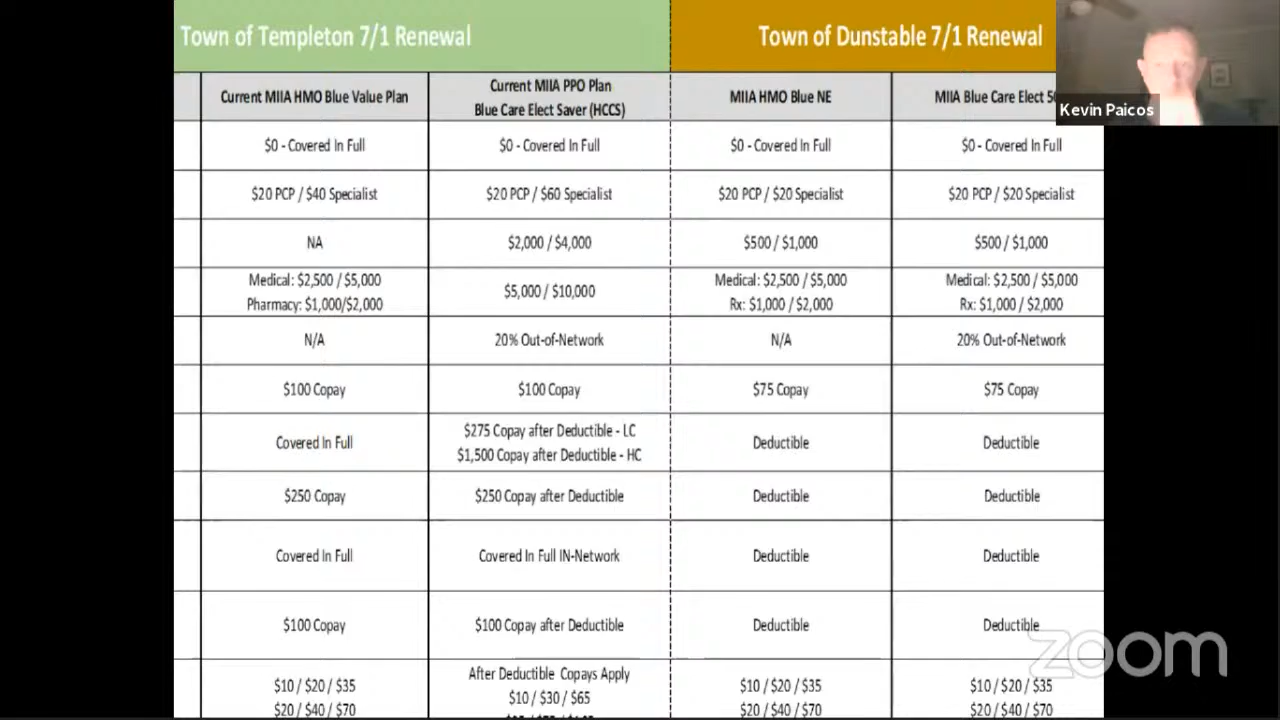 Town of Templeton 7/1 Renewal
Town of Dunstable 7/1 Renewal
Kevin Paicos
Current MIIA HMO Blue Value Plan
Current MIIA PPO Plan
Blue Care Elect Saver (HCCS)
MIIA HMO Blue NE
MIIA Blue Care Elect
$0 - Covered In Full
$0 - Covered In Full
$0 - Covered In Full
$0 - Covered In Full
$20 PCP / $40 Specialist
$20 PCP / $60 Specialist
$20 PCP / $20 Specialist
$20 PCP / $20 Specialist
NA
$2,000 / $4,000
$500 / $1,000
$500 / $1,000
Medical: $2,500 / $5,000
Pharmacy: $1,000/$2,000
$5,000 / $10,000
Medical: $2,500 / $5,000
Rx: $1,000 / $2,000
Medical: $2,500 / $5,000
Rx: $1,000 / $2,000
N/A
20% Out-of-Network
N/A
20% Out-of-Network
$100 Copay
$100 Copay
$75 Copay
$75 Copay
Covered In Full
$275 Copay after Deductible - LC
$1,500 Copay after Deductible - HC
Deductible
Deductible
$250 Copay
$250 Copay after Deductible
Deductible
Deductible
Covered In Full
Covered In Full IN-Network
Deductible
Deductible
$100 Copay
$100 Copay after Deductible
Deductible
Deductible
$10 / $20 / $35
$20 / $40 / $70
After Deductible Copays Apply
$10 / $30 / $65
$10 / $20 / $35
$20 / $40 / $70
$10 / $20 / $35
$20 / $40 / $70
zoom